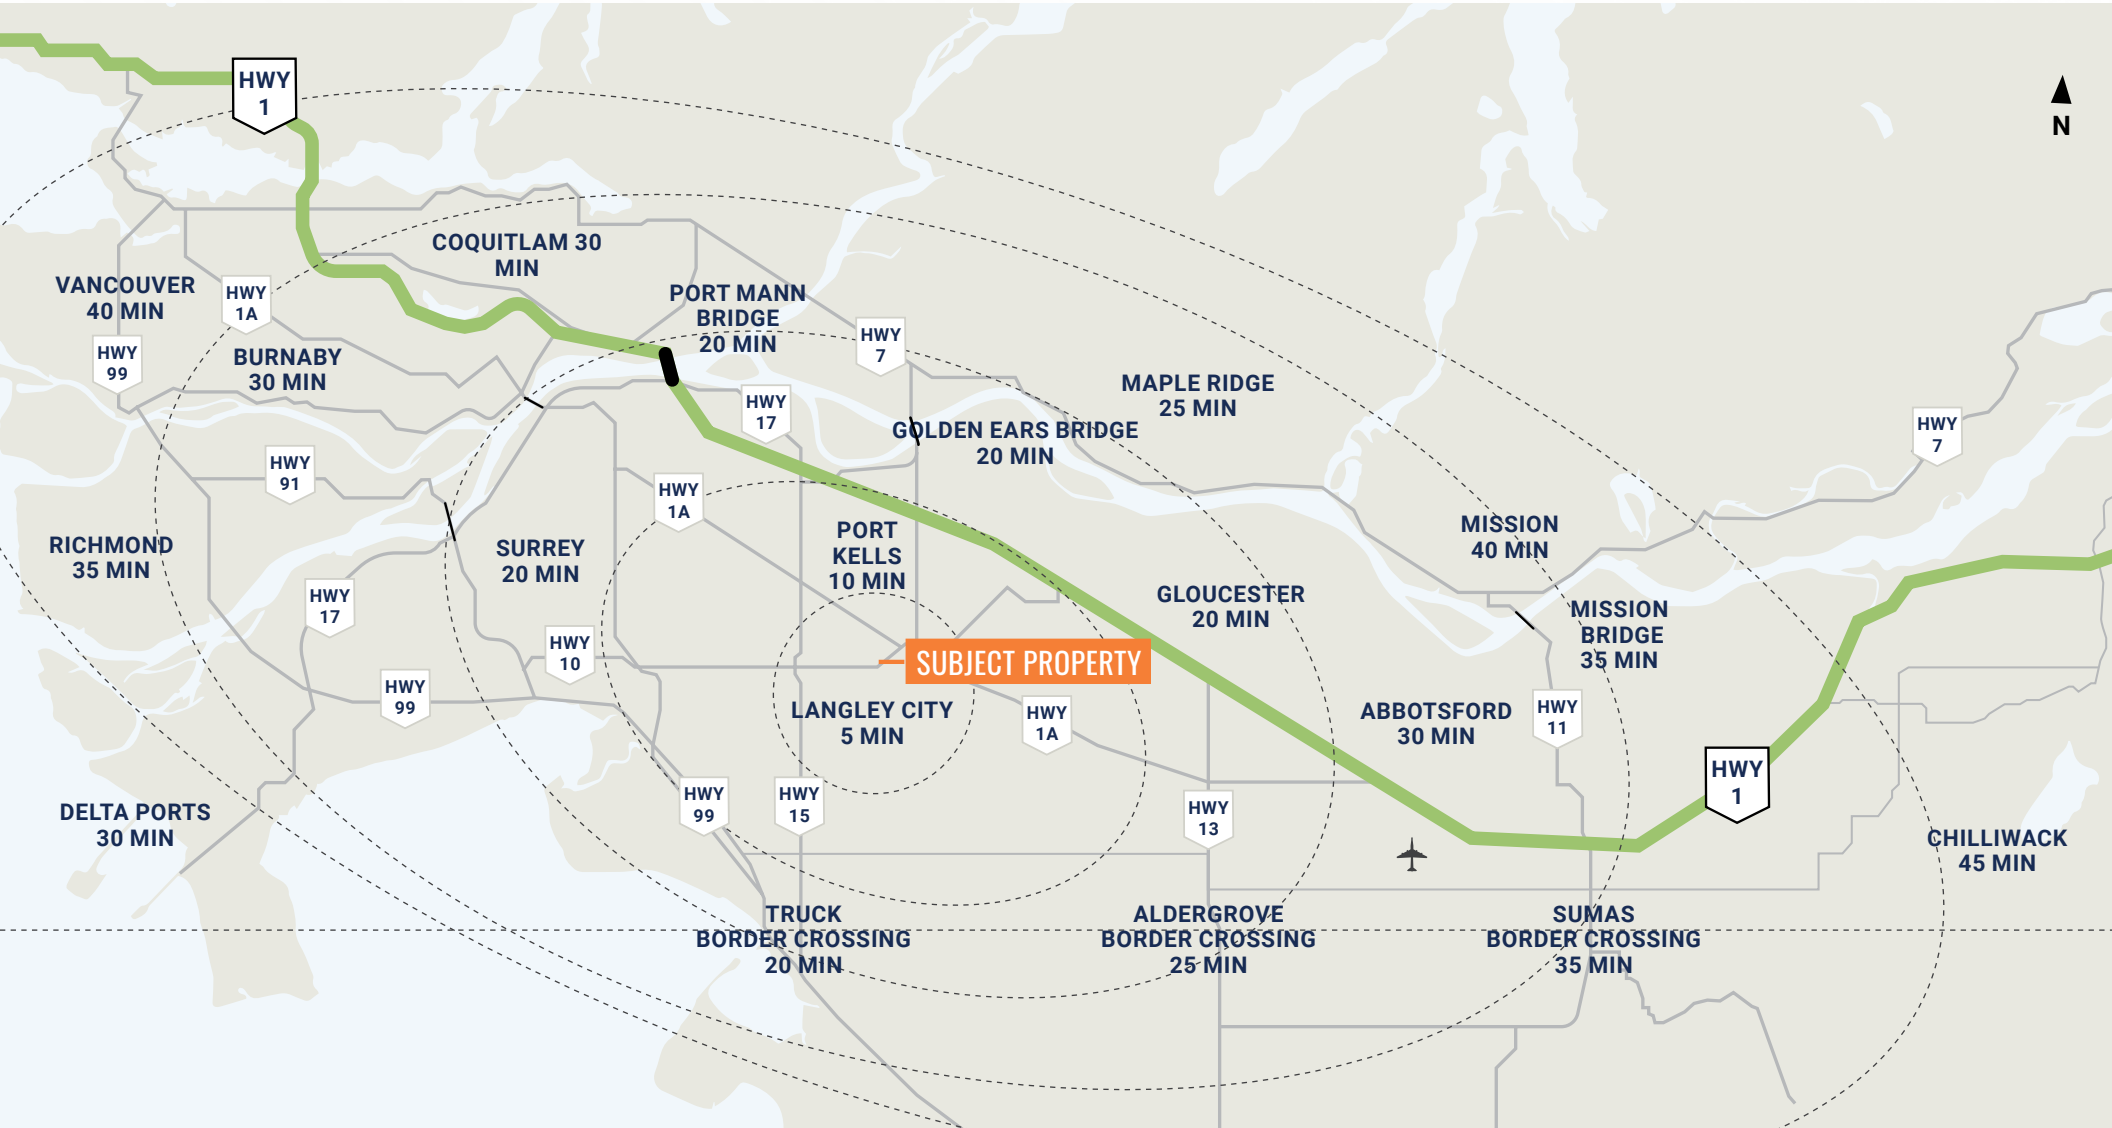 HWY
1
N
COQUITLAM 30
MIN
VANCOUVER
40 MIN
HWY
1A
PORT MANN
BRIDGE
20 MIN
HWY
7
HWY
99
BURNABY
30 MIN
MAPLE RIDGE
25 MIN
HWY
17
GOLDEN EARS BRIDGE
20 MIN
HWY
7
HWY
91
HWY
1A
RICHMOND
35 MIN
SURREY
20 MIN
PORT
KELLS
10 MIN
MISSION
40 MIN
HWY
17
GLOUCESTER
20 MIN
MISSION
BRIDGE
35 MIN
HWY
10
SUBJECT PROPERTY
HWY
99
LANGLEY CITY
5 MIN
HWY
1A
ABBOTSFORD
30 MIN
HWY
11
HWY
1
DELTA PORTS
30 MIN
HWY
99
HWY
15
HWY
13
CHILLIWACK
45 MIN
TRUCK
BORDER CROSSING
20 MIN
ALDERGROVE
BORDER CROSSING
25 MIN
SUMAS
BORDER CROSSING
35 MIN